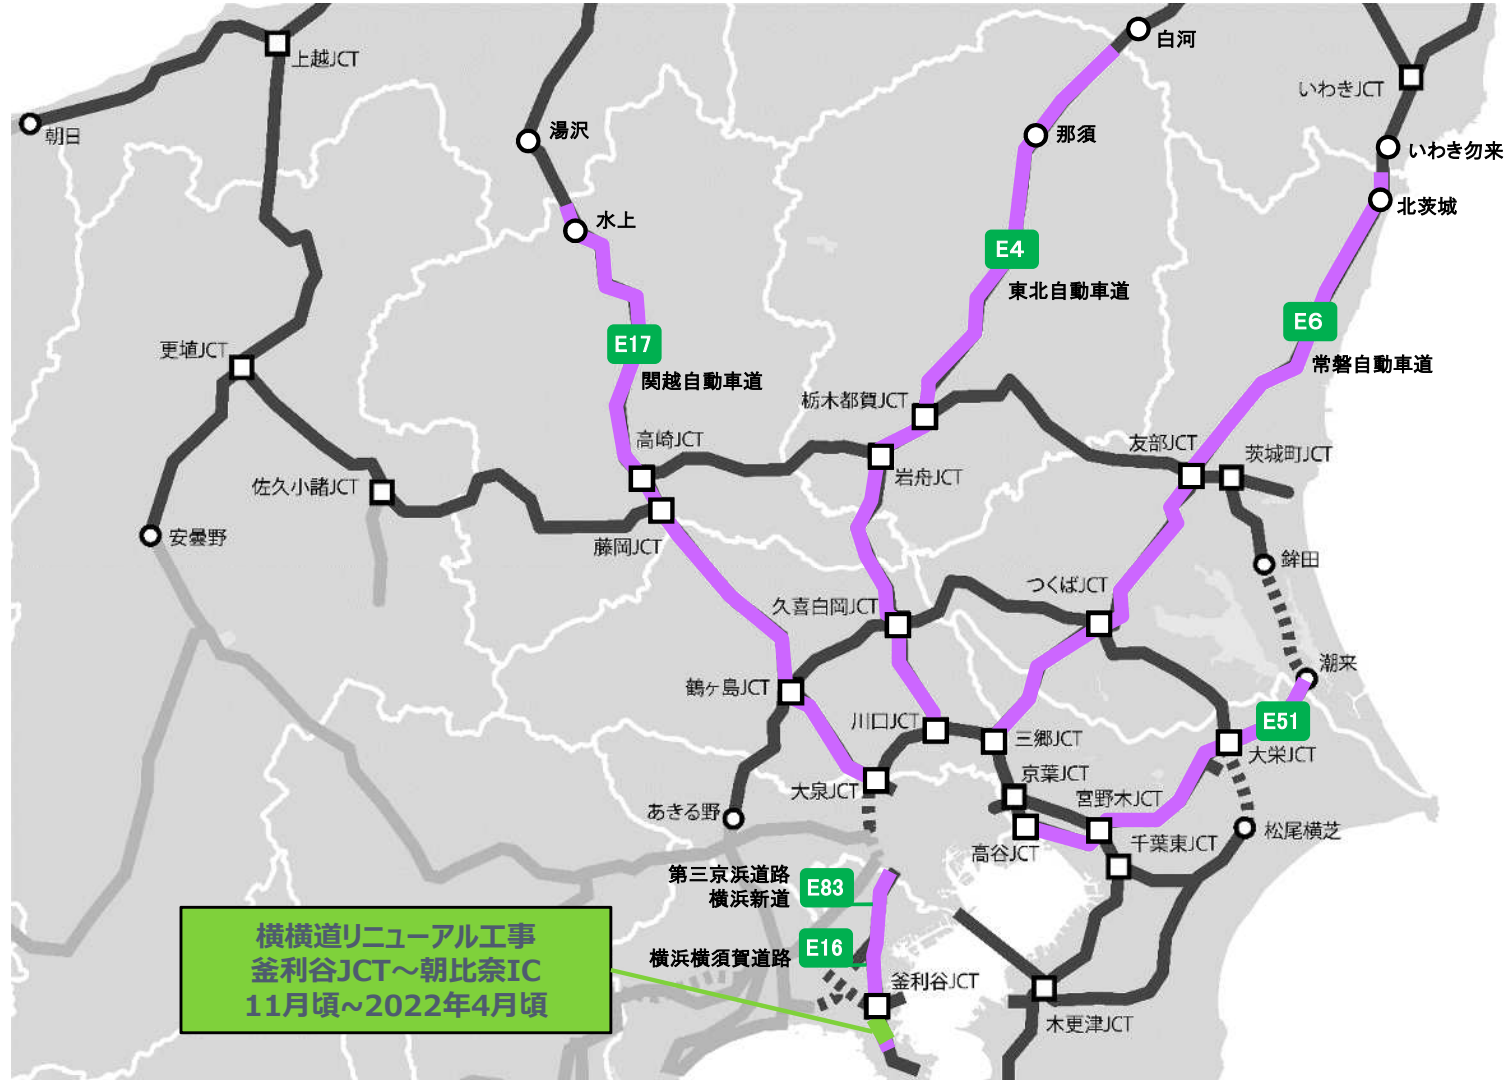 上越JCT
朝日
湯沢
水上
白河
那須
いわきJCT
いわき勿来
北茨城
E4
東北自動車道
E6
常磐自動車道
E17
関越自動車道
更埴JCT
佐久小諸JCT
安曇野
高崎JCT
藤岡JCT
栃木都賀JCT
岩舟JCT
友部JCT
茨城町JCT
鉾田
久喜白岡JCT
つくばJCT
潮来
鶴ヶ島JCT
川口JCT
三郷JCT
E51
大栄JCT
大泉JCT
京葉JCT
宮野木JCT
あきる野
高谷JCT
千葉東JCT
松尾横芝
第三京浜道路
横浜新道
E83
E16
横浜横須賀道路
釜利谷JCT
木更津JCT
横横道リニューアル工事
釜利谷JCT～朝比奈IC
11月頃~2022年4月頃